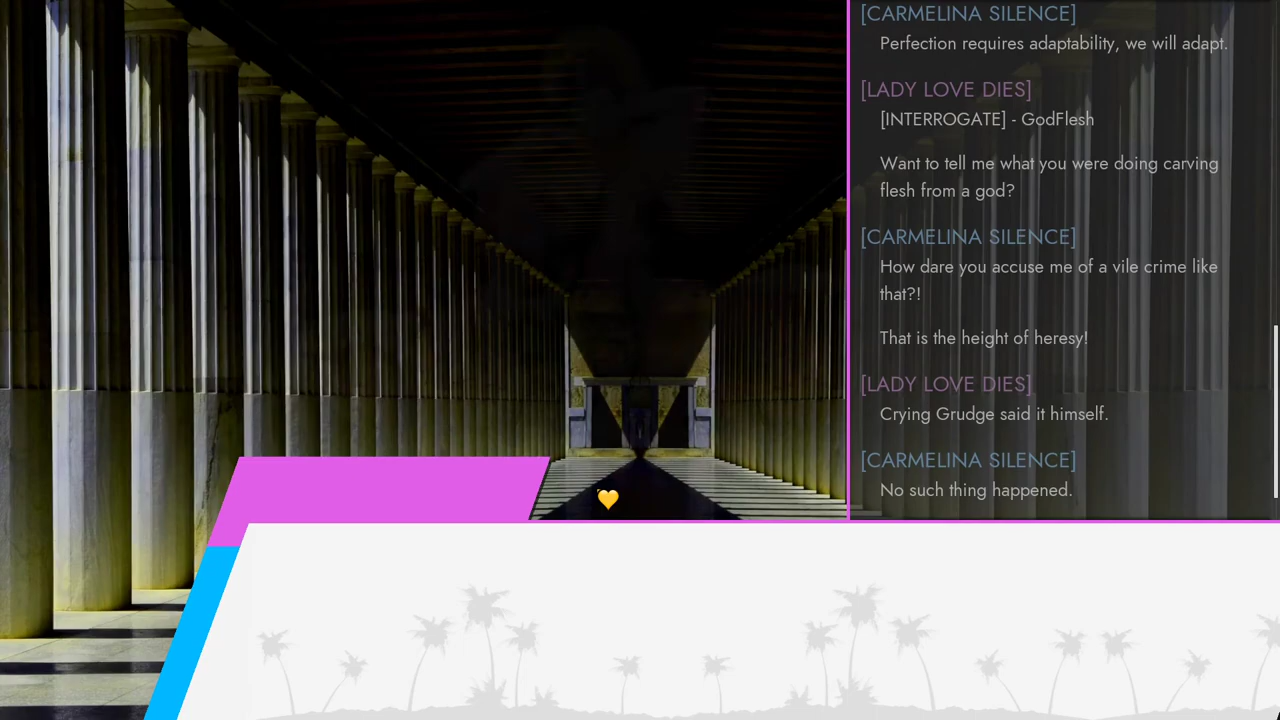 [CARMELINA SILENCE]
Perfection requires adaptability, we will adapt.
[LADY LOVE DIES]
[INTERROGATE] - GodFlesh
Want to tell me what you were doing carving
flesh from a god?
[CARMELINA SILENCE]
How dare you accuse me of a vile crime like
that?!
That is the height of heresy!
[LADY LOVE DIES]
Crying Grudge said it himself.
[CARMELINA SILENCE]
No such thing happened.